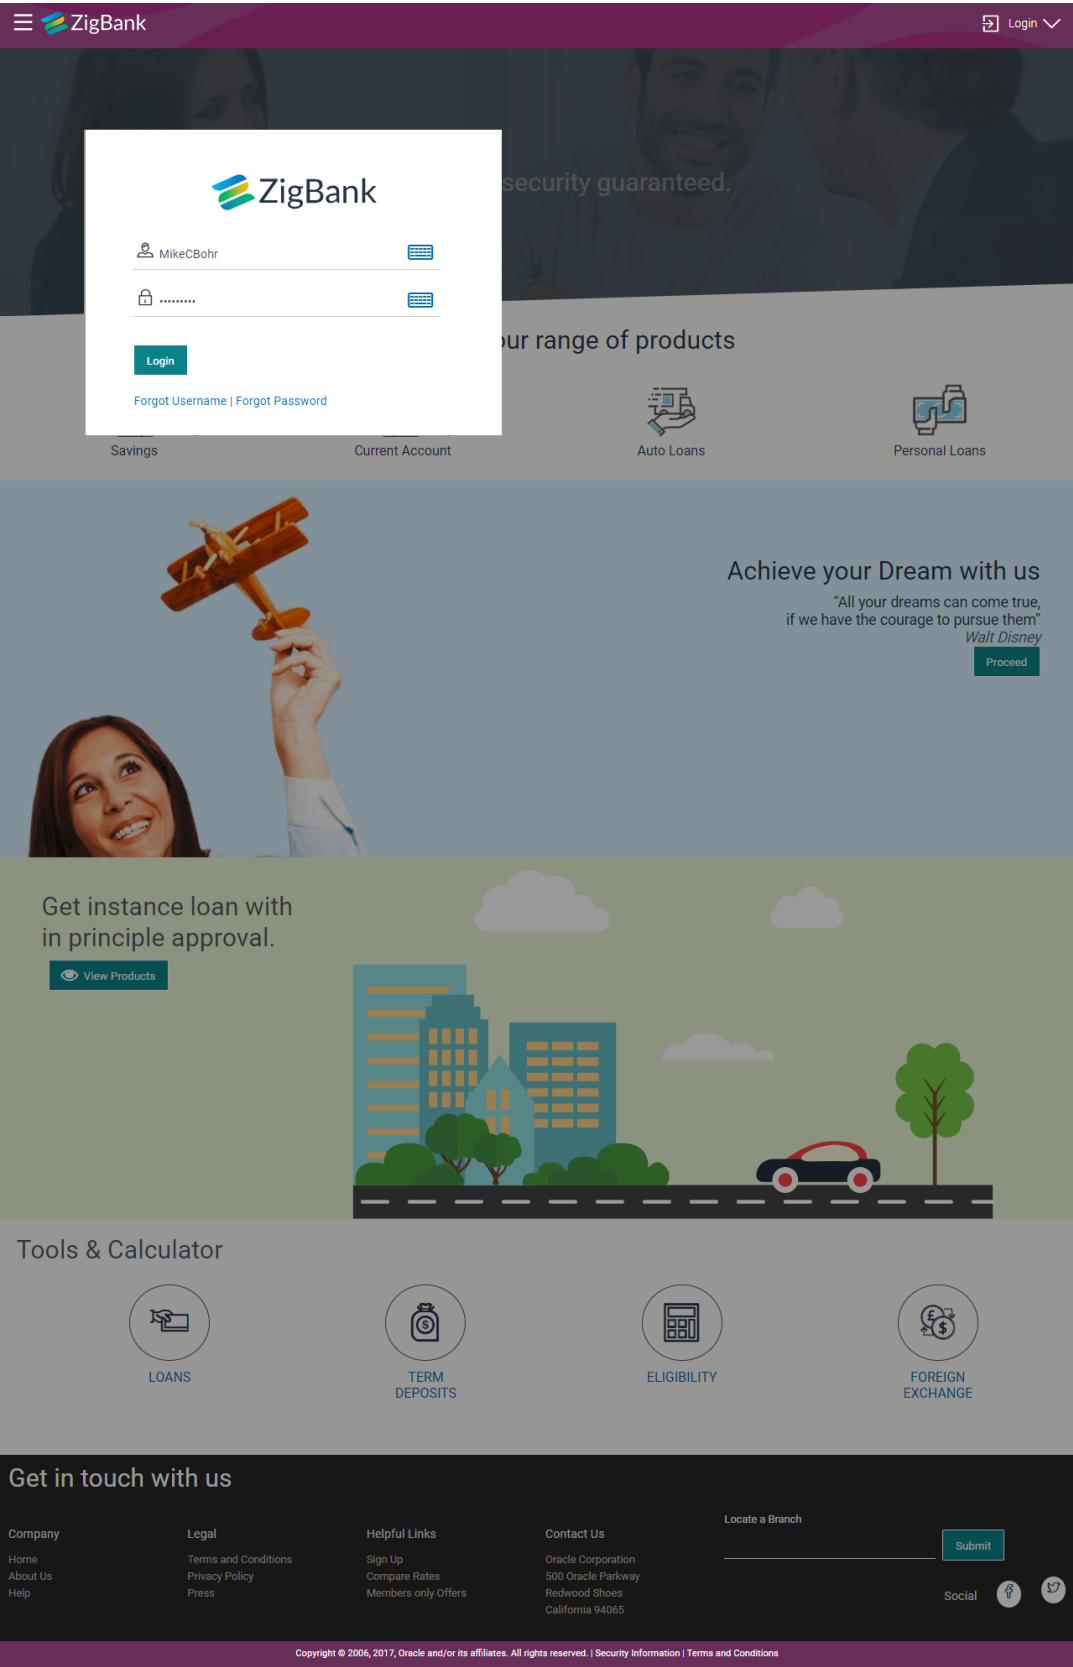 ZigBank
Login
security guaranteed.
ZigBank
MikeCBohr
.........
Login
Forgot Username | Forgot Password
ur range of products
Savings
Current Account
Auto Loans
Personal Loans
Achieve your Dream with us
“All your dreams can come true,
if we have the courage to pursue them”
Walt Disney
Proceed
Get instance loan with
in principle approval.
View Products
Tools & Calculator
LOANS
TERM
DEPOSITS
ELIGIBILITY
FOREIGN
EXCHANGE
Get in touch with us
Company
Home
About Us
Help
Legal
Terms and Conditions
Privacy Policy
Press
Helpful Links
Sign Up
Compare Rates
Members only Offers
Contact Us
Oracle Corporation
500 Oracle Parkway
Redwood Shoes
California 94065
Locate a Branch
Submit
Social
Copyright © 2006, 2017, Oracle and/or its affiliates. All rights reserved. | Security Information | Terms and Conditions